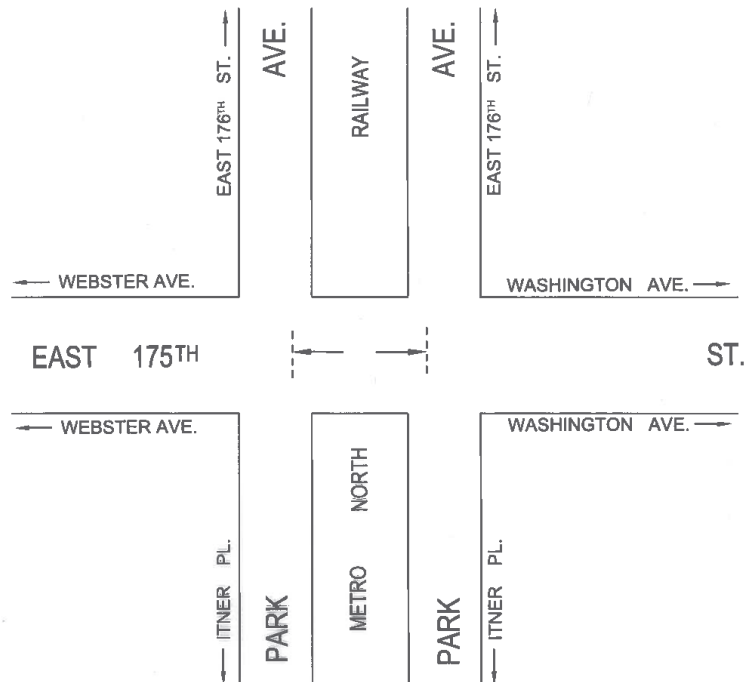 EAST 176TH ST.
AVE.
RAILWAY
AVE.
EAST 176TH ST.
WEBSTER AVE.
WASHINGTON AVE.
EAST 175TH ST.
WEBSTER AVE.
WASHINGTON AVE.
ITNER PL.
PARK
METRO NORTH
PARK
ITNER PL.